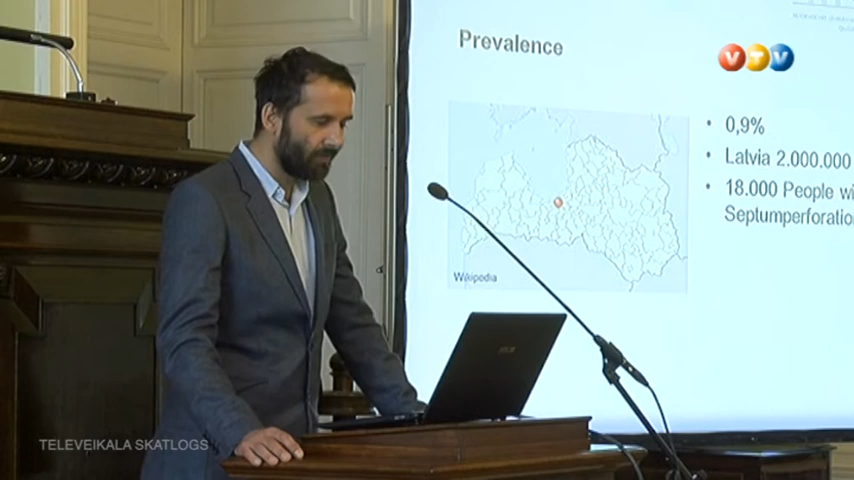 Prevalence
VTV
• 0,9%
• Latvia 2.000.000
• 18.000 People wi
Septumperforation
Wikipedia
TELEVEIKALA SKATLOGS